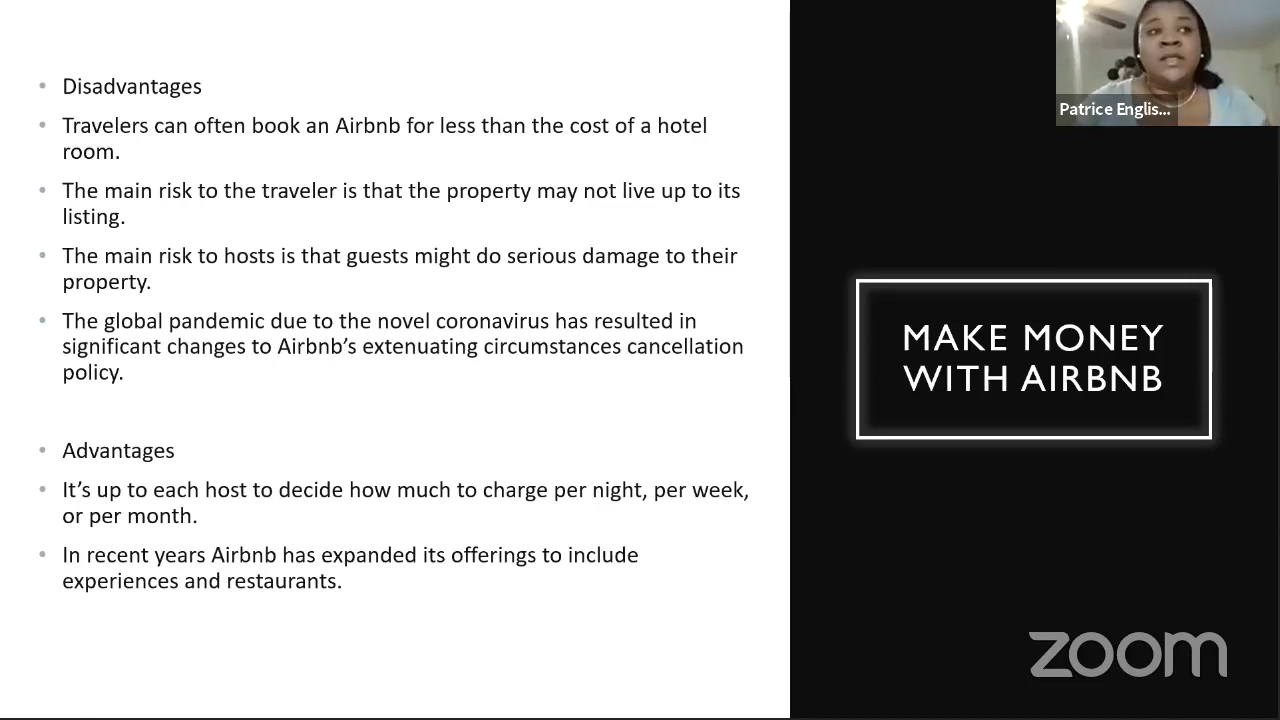 Disadvantages
Travelers can often book an Airbnb for less than the cost of a hotel
room.
The main risk to the traveler is that the property may not live up to its
listing.
The main risk to hosts is that guests might do serious damage to their
property.
The global pandemic due to the novel coronavirus has resulted in
significant changes to Airbnb’s extenuating circumstances cancellation
policy.
Advantages
It’s up to each host to decide how much to charge per night, per week,
or per month.
In recent years Airbnb has expanded its offerings to include
experiences and restaurants.
Patrice Englis...
MAKE MONEY
WITH AIRBNB
zoom